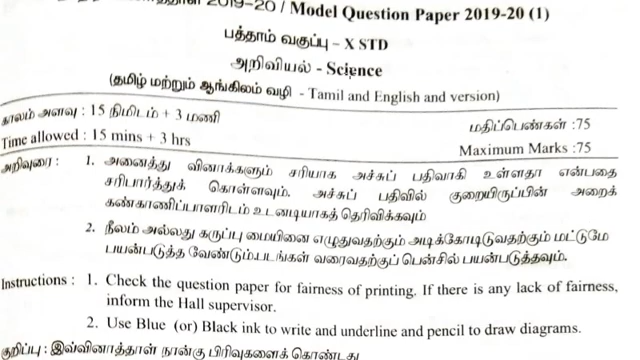 2019-20 / Model Question Paper 2019-20 (1)
பத்தாம் வகுப்பு – X STD
அறிவியல் - Science
(தமிழ் மற்றும் ஆங்கிலம் வழி - Tamil and English and version)
காலம் அளவு : 15 நிமிடம் + 3 மணி மதிப்பெண்கள் :75
Time allowed : 15 mins + 3 hrs Maximum Marks :75
அறிவுரை : 1. அனைத்து வினாக்களும் சரியாக அச்சுப் பதிவாகி உள்ளதா என்பதை
சரிபார்த்துக் கொள்ளவும். அச்சுப் பதிவில் குறையிருப்பின் அறைக்
கண்காணிப்பாளரிடம் உடனடியாகத் தெரிவிக்கவும்
2. நீலம் அல்லது கருப்பு மையினை எழுதுவதற்கும் அடிக்கோடிடுவதற்கும் மட்டுமே
பயன்படுத்த வேண்டும்.படங்கள் வரைவதற்குப் பென்சில் பயன்படுத்தவும்.
Instructions : 1. Check the question paper for fairness of printing. If there is any lack of fairness,
inform the Hall supervisor.
2. Use Blue (or) Black ink to write and underline and pencil to draw diagrams.
குறிப்பு : இவ்வினாத்தாள் நான்கு பிரிவுகளைக் கொண்டது